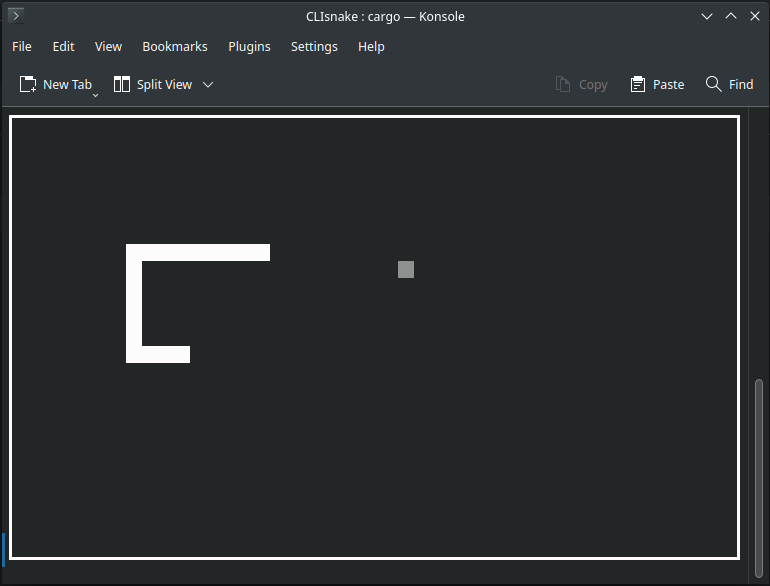 CLIsnake : cargo — Konsole
File Edit View Bookmarks Plugins Settings Help
New Tab Split View Copy Paste Find